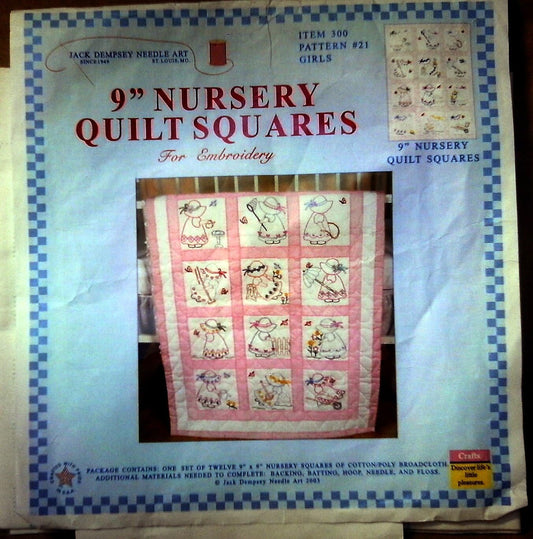 JACK DEMPSEY NEEDLE ART
SINCE 1949 ST. LOUIS, MO.
ITEM 300
PATTERN #21
GIRLS
9” NURSERY
QUILT SQUARES
For Embroidery
9” NURSERY
QUILT SQUARES
PACKAGE CONTAINS: ONE SET OF TWELVE 9" x 9" NURSERY SQUARES OF COTTON/POLY BROADCLOTH.
ADDITIONAL MATERIALS NEEDED TO COMPLETE: BACKING, BATTING, HOOP, NEEDLE, AND FLOSS.
© Jack Dempsey Needle Art 2003
Crafts
Discover life's
little
pleasures.